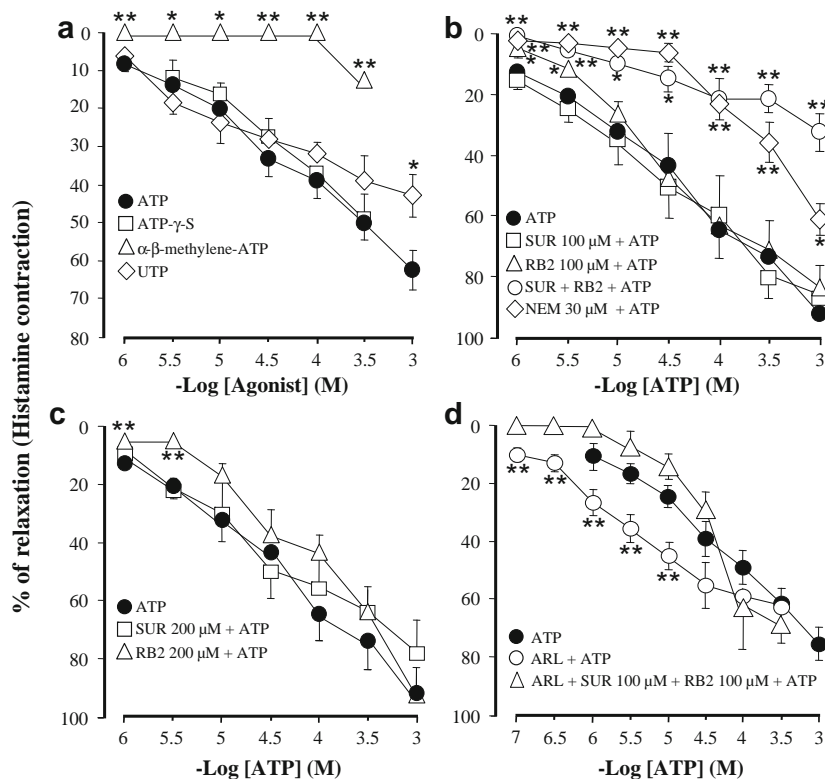 % of relaxation (Histamine contraction)
a
** * * ** **
**
*
0
10
20
30
40
50
60
70
80
ATP
ATP-γ-S
α-β-methylene-ATP
UTP
6 5.5 5 4.5 4 3.5 3
-Log [Agonist] (M)
b
** ** ** **
** **
* * * *
** ** **
** **
*
0
20
40
60
80
100
ATP
SUR 100 μM + ATP
RB2 100 μM + ATP
SUR + RB2 + ATP
NEM 30 μM + ATP
6 5.5 5 4.5 4 3.5 3
-Log [ATP] (M)
c
**
**
0
20
40
60
80
100
ATP
SUR 200 μM + ATP
RB2 200 μM + ATP
6 5.5 5 4.5 4 3.5 3
-Log [ATP] (M)
d
** ** ** ** **
0
20
40
60
80
100
ATP
ARL + ATP
ARL + SUR 100 μM + RB2 100 μM + ATP
7 6.5 6 5.5 5 4.5 4 3.5 3
-Log [ATP] (M)